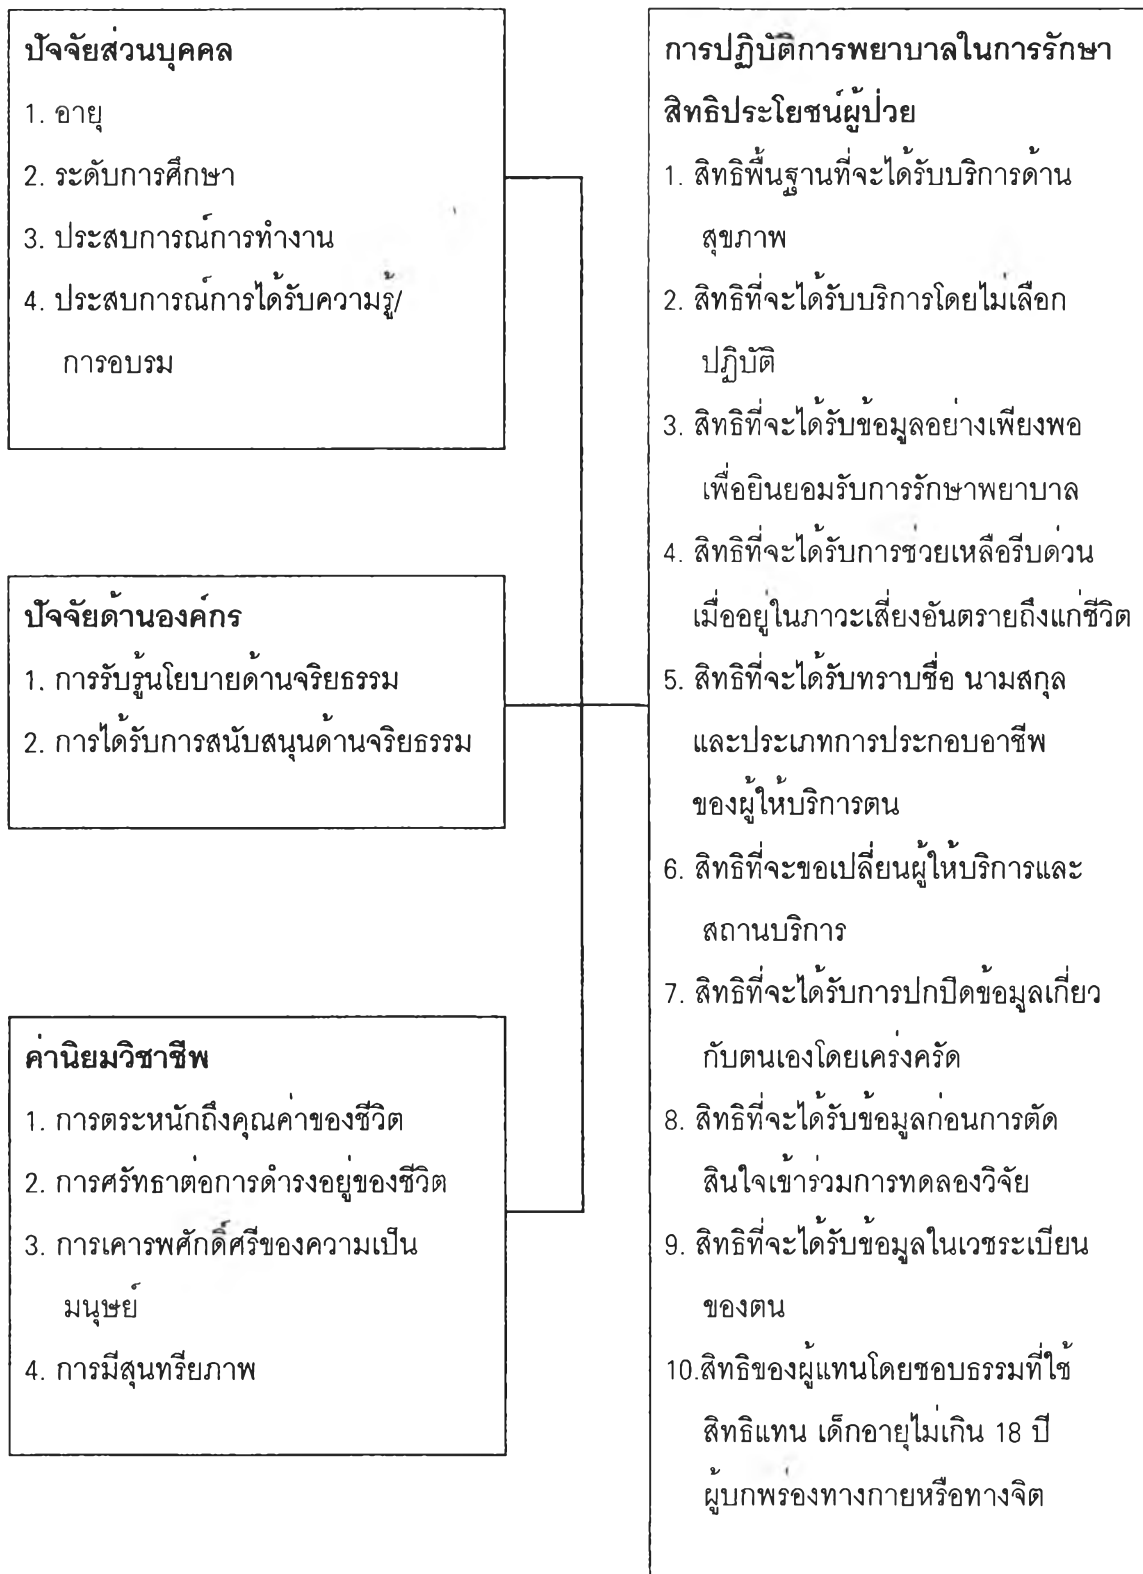 ปัจจัยส่วนบุคคล
1. อายุ
2. ระดับการศึกษา
3. ประสบการณ์การทำงาน
4. ประสบการณ์การได้รับความรู้/
การอบรม
ปัจจัยด้านองค์กร
1. การรับรู้นโยบายด้านจริยธรรม
2. การได้รับการสนับสนุนด้านจริยธรรม
ค่านิยมวิชาชีพ
1. การตระหนักถึงคุณค่าของชีวิต
2. การศรัทธาต่อการดำรงอยู่ของชีวิต
3. การเคารพศักดิ์ศรีของความเป็น
มนุษย์
4. การมีสุนทรียภาพ
การปฏิบัติการพยาบาลในการรักษา
สิทธิประโยชน์ผู้ป่วย
1. สิทธิพื้นฐานที่จะได้รับบริการด้าน
สุขภาพ
2. สิทธิที่จะได้รับบริการโดยไม่เลือก
ปฏิบัติ
3. สิทธิที่จะได้รับข้อมูลอย่างเพียงพอ
เพื่อยินยอมรับการรักษาพยาบาล
4. สิทธิที่จะได้รับการช่วยเหลือรีบด่วน
เมื่ออยู่ในภาวะเสี่ยงอันตรายถึงแก่ชีวิต
5. สิทธิที่จะได้รับทราบชื่อ นามสกุล
และประเภทการประกอบอาชีพ
ของผู้ให้บริการตน
6. สิทธิที่จะขอเปลี่ยนผู้ให้บริการและ
สถานบริการ
7. สิทธิที่จะได้รับการปกปิดข้อมูลเกี่ยว
กับตนเองโดยเคร่งครัด
8. สิทธิที่จะได้รับข้อมูลก่อนการตัด
สินใจเข้าร่วมการทดลองวิจัย
9. สิทธิที่จะได้รับข้อมูลในเวชระเบียน
ของตน
10.สิทธิของผู้แทนโดยชอบธรรมที่ใช้
สิทธิแทน เด็กอายุไม่เกิน 18 ปี
ผู้บกพร่องทางกายหรือทางจิต